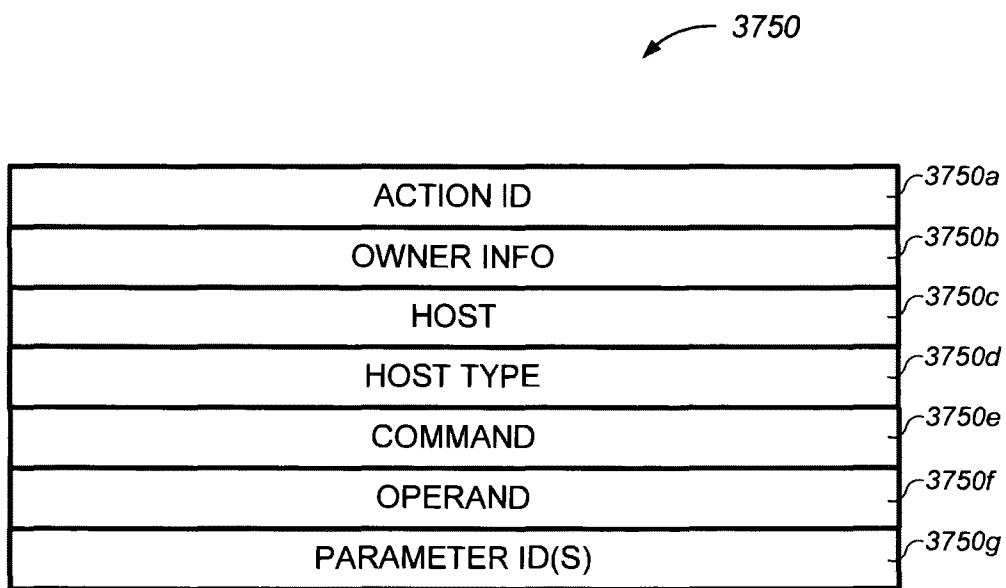 3750
ACTION ID 3750a
OWNER INFO 3750b
HOST 3750c
HOST TYPE 3750d
COMMAND 3750e
OPERAND 3750f
PARAMETER ID(S) 3750g